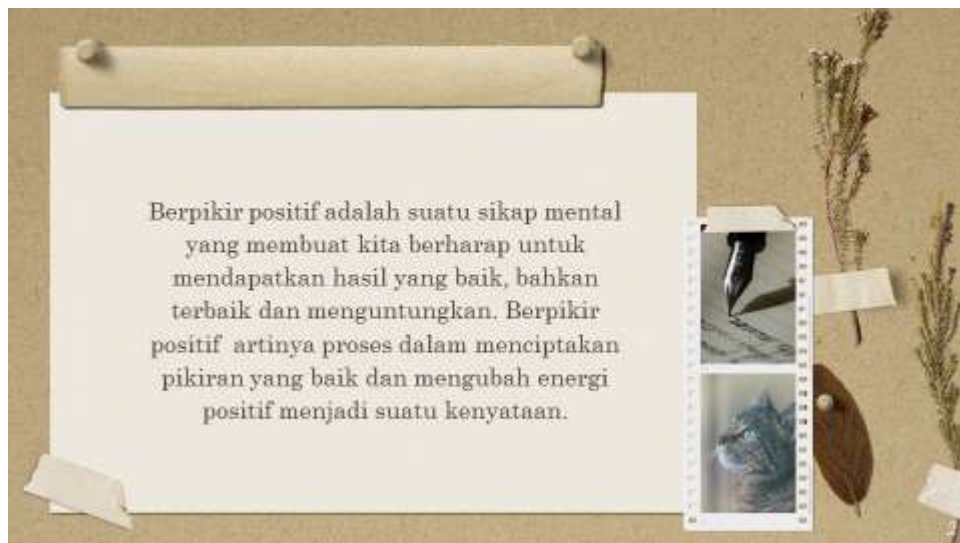 Berpikir positif adalah suatu sikap mental
yang membuat kita berharap untuk
mendapatkan hasil yang baik, bahkan
terbaik dan menguntungkan. Berpikir
positif  artinya proses dalam menciptakan
pikiran yang baik dan mengubah energi
positif menjadi suatu kenyataan.